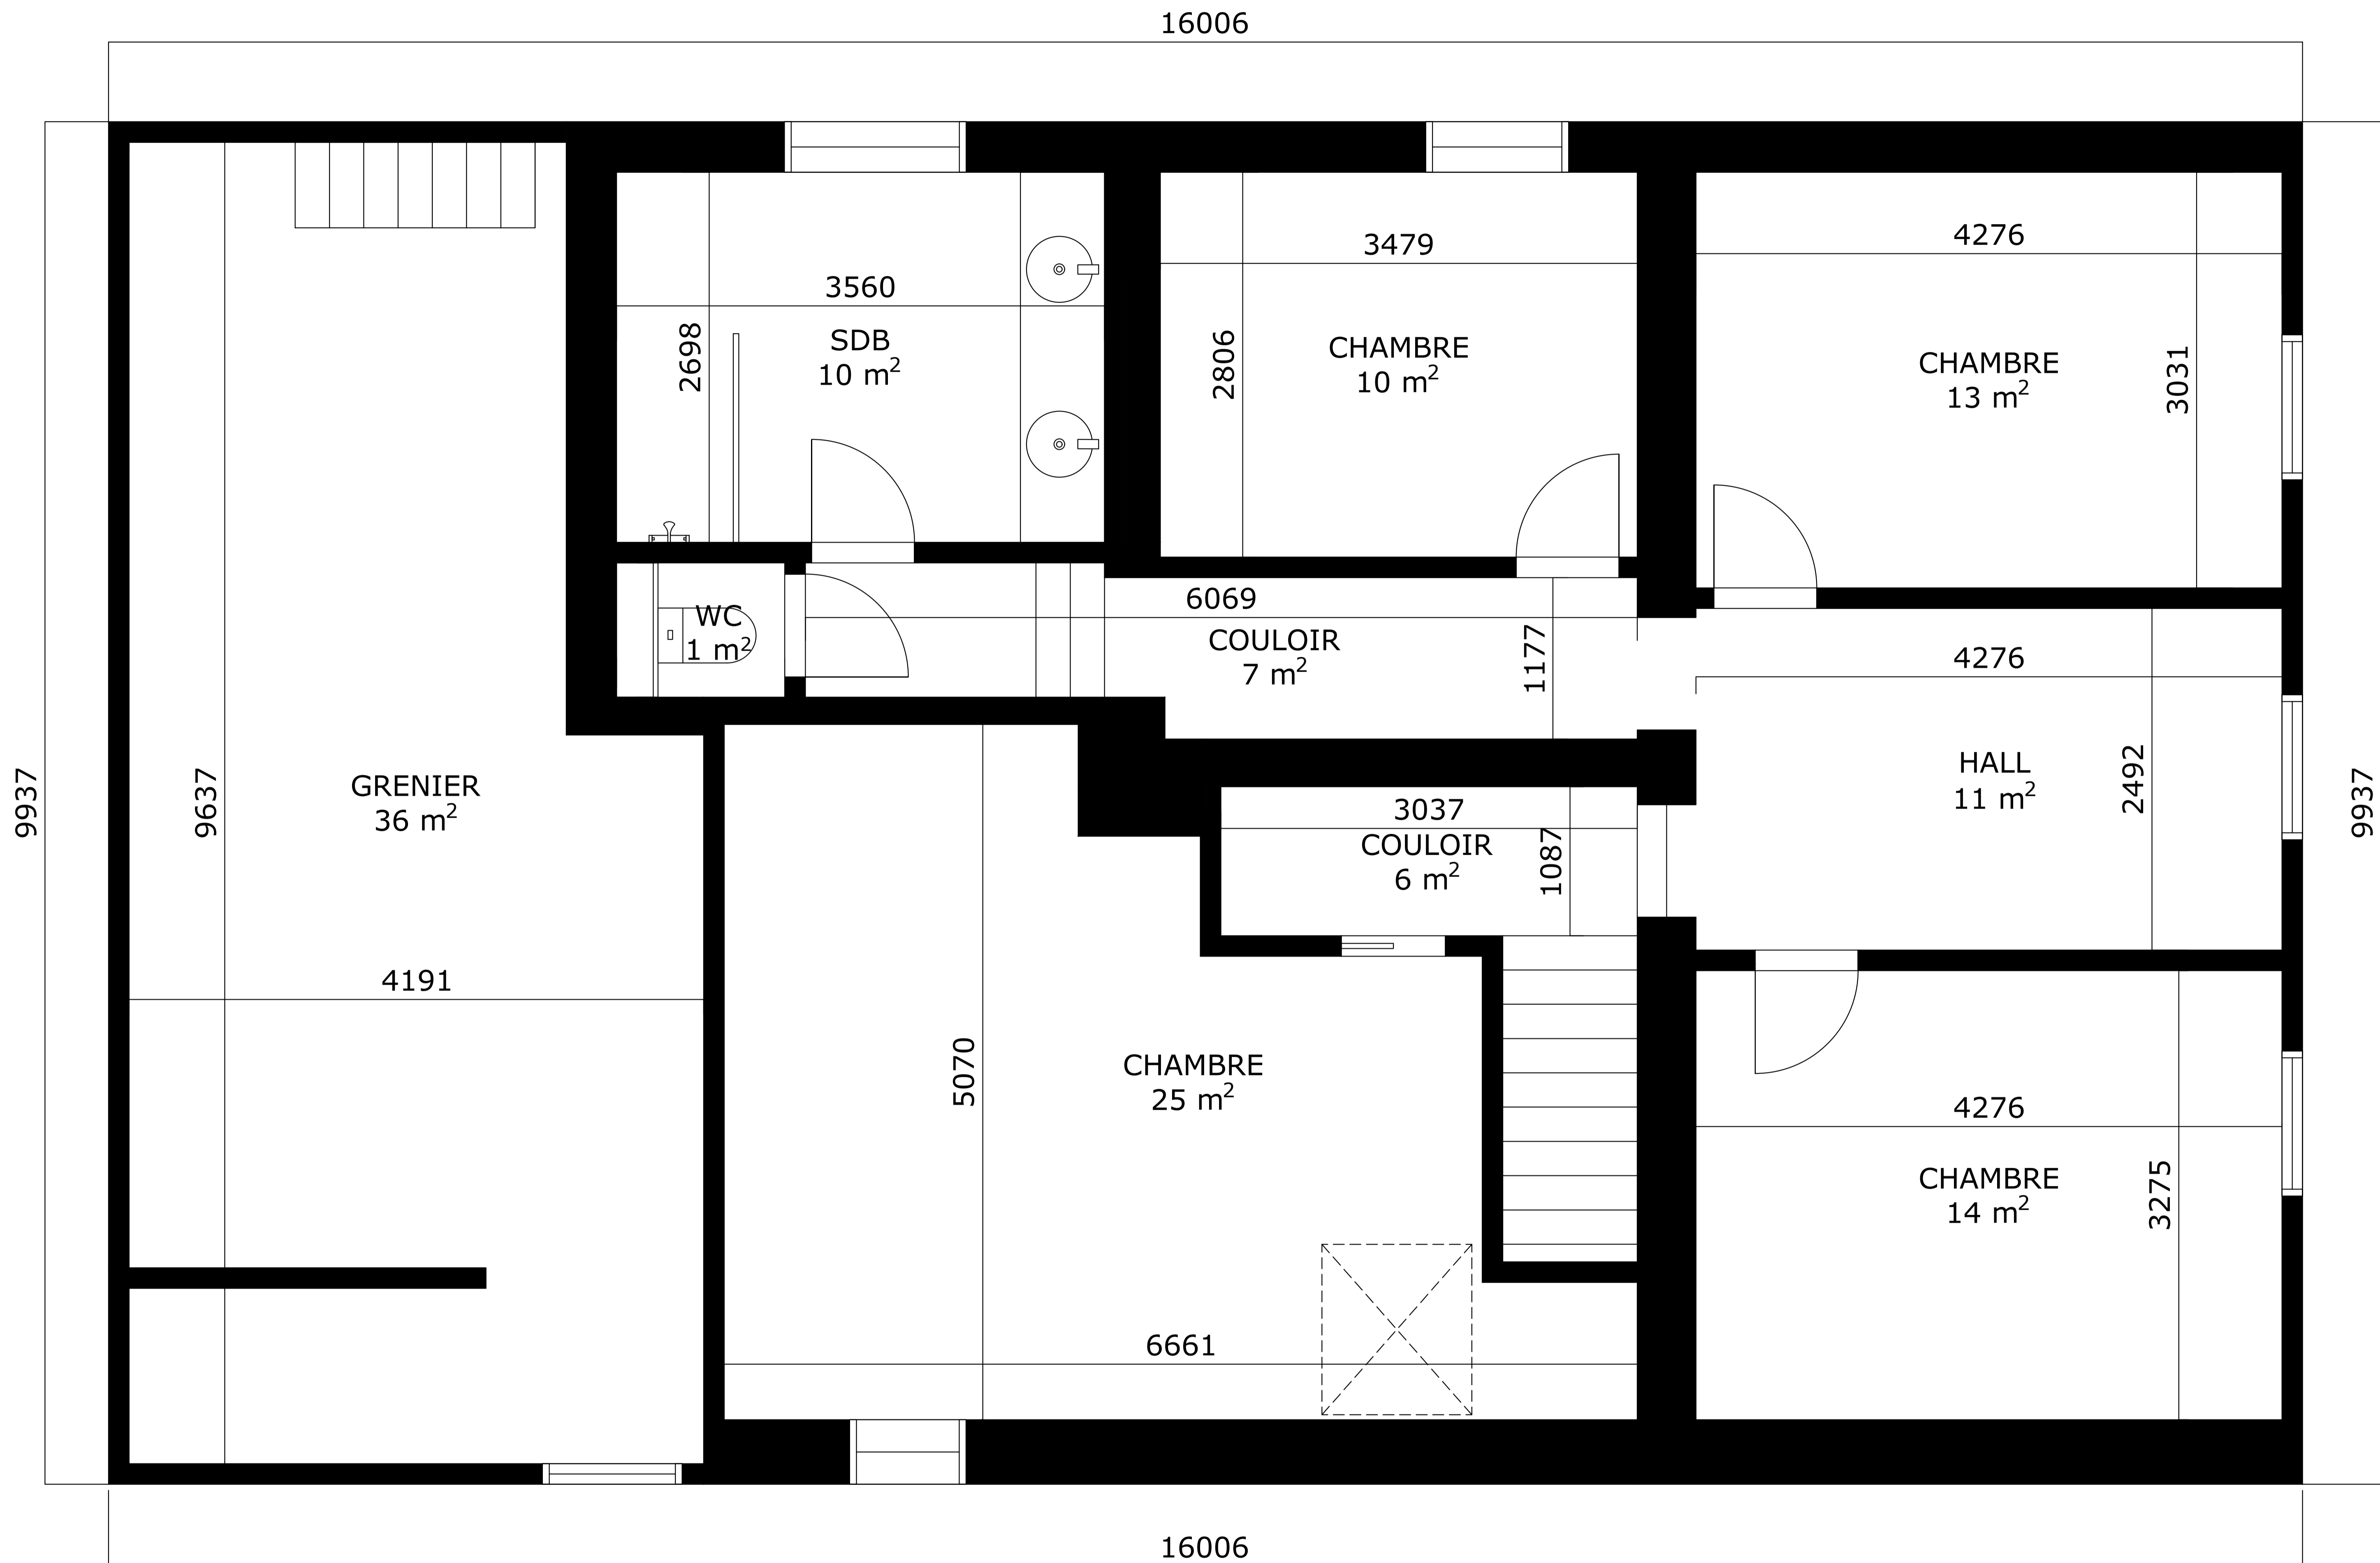 16006
3479
4276
3560
SDB
10 m²
2698
CHAMBRE
10 m²
2806
CHAMBRE
13 m²
3031
WC
1 m²
6069
COULOIR
7 m²
1177
4276
HALL
11 m²
2492
9937
9637
GRENIER
36 m²
3037
COULOIR
6 m²
1087
9937
4191
5070
CHAMBRE
25 m²
4276
CHAMBRE
14 m²
3275
6661
16006